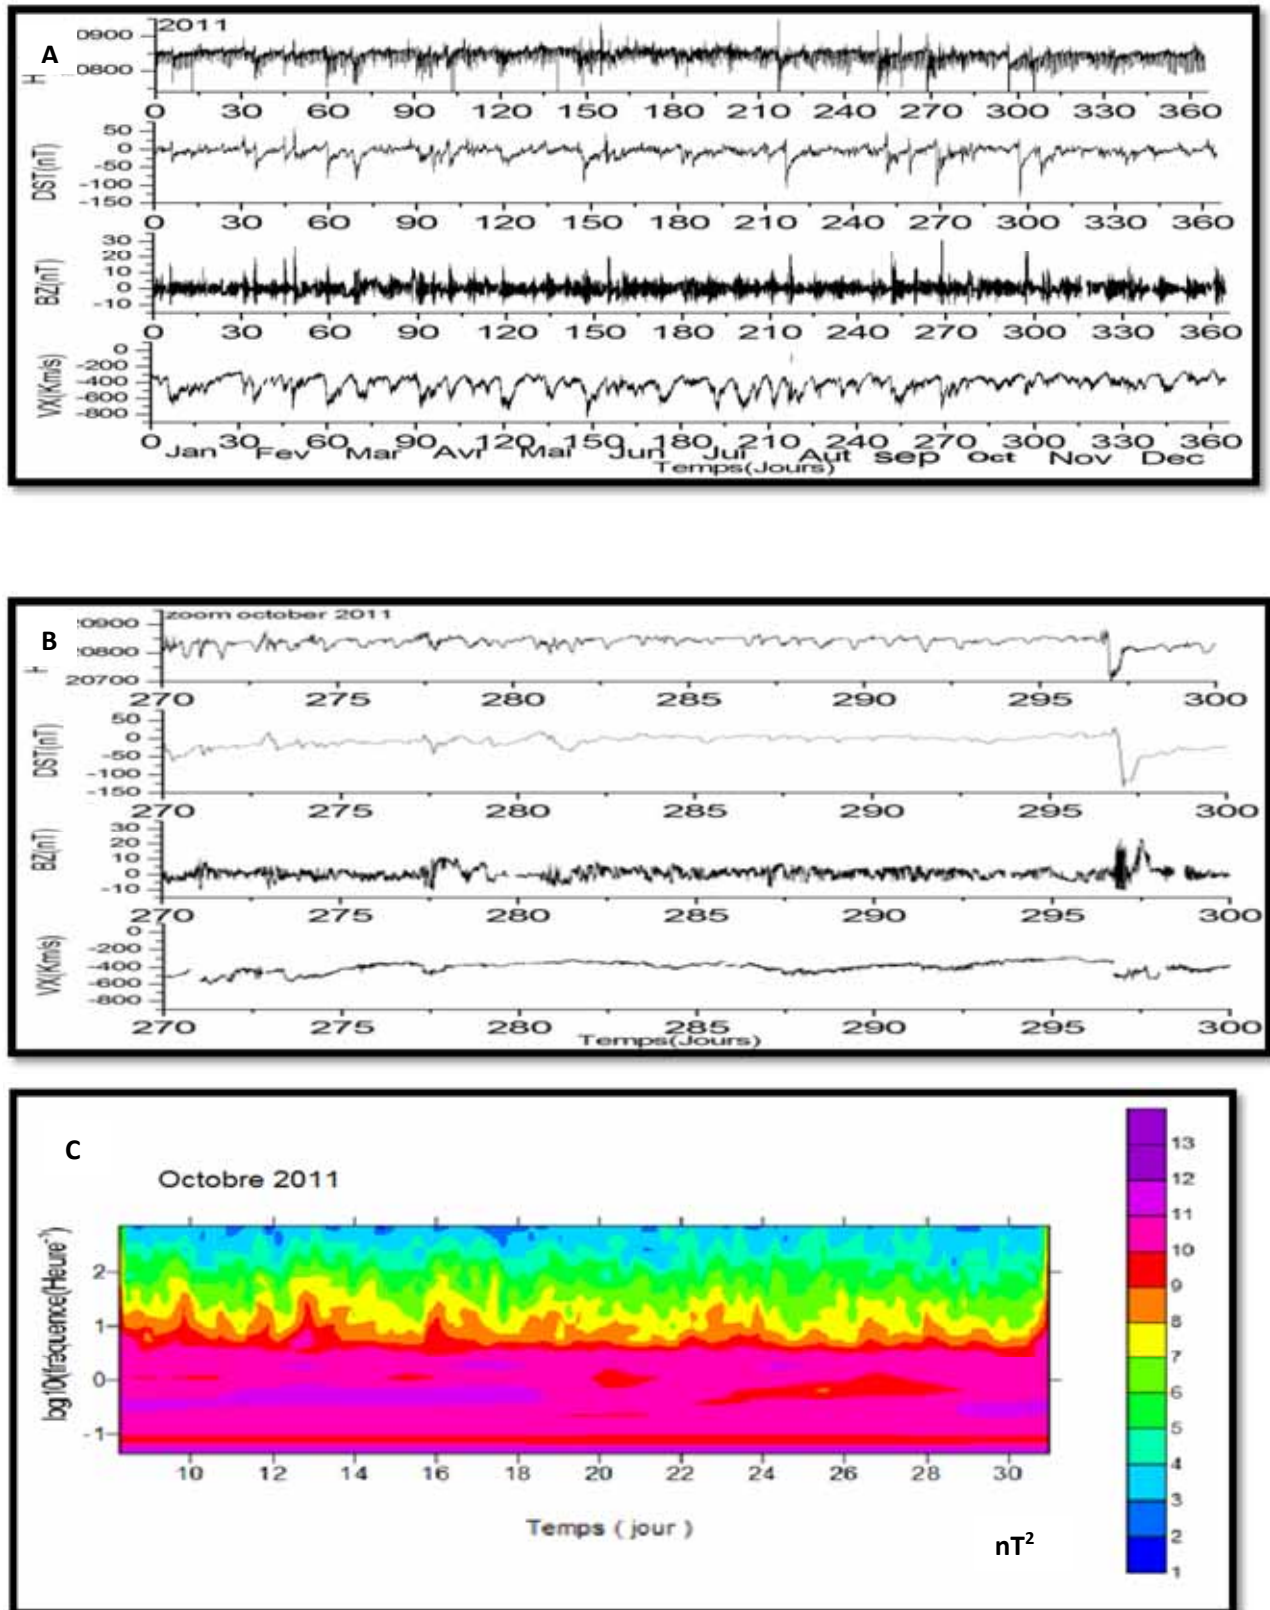 A
2011
0900
0800
H
0 30 60 90 120 150 180 210 240 270 300 330 365
50
0
-50
-100
-150
DST(nT)
0 30 60 90 120 150 180 210 240 270 300 330 360
30
20
10
0
-10
BZ(nT)
0 30 60 90 120 150 180 210 240 270 300 330 360
0
-200
-400
-600
-800
VX(Km/s)
0 30 60 90 120 150 180 210 240 270 300 330 360
Jan Fev Mar Avr Mai Jun Jul Aut sep Oct Nov Dec
Temps(Jours)
B
zoom october 2011
20900
20800
20700
270 275 280 285 290 295 300
50
0
-50
-100
-150
DST(nT)
270 275 280 285 290 295 300
30
20
10
0
-10
BZ(nT)
270 275 280 285 290 295 300
0
-200
-400
-600
-800
VX(Km/s)
270 275 280 285 290 295 300
Temps(Jours)
C
Octobre 2011
log10(fréquence(Heure⁻¹)
2
1
0
-1
10 12 14 16 18 20 22 24 26 28 30
Temps ( jour )
nT²
13
12
11
10
9
8
7
6
5
4
3
2
1